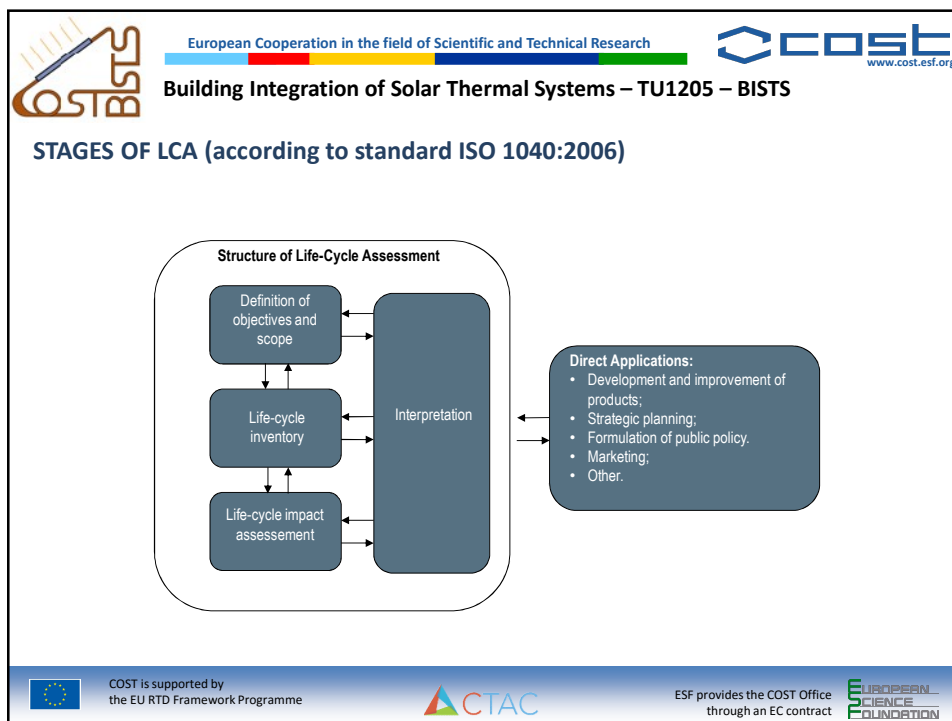 COST
BISTS
European Cooperation in the field of Scientific and Technical Research
cost
www.cost.esf.org
Building Integration of Solar Thermal Systems – TU1205 – BISTS
STAGES OF LCA (according to standard ISO 1040:2006)
Structure of Life-Cycle Assessment
Definition of
objectives and
scope
Life-cycle
inventory
Life-cycle impact
assessment
Interpretation
Direct Applications:
• Development and improvement of
products;
• Strategic planning;
• Formulation of public policy.
• Marketing;
• Other.
COST is supported by
the EU RTD Framework Programme
CTAC
ESF provides the COST Office
through an EC contract
EUROPEAN
SCIENCE
FOUNDATION